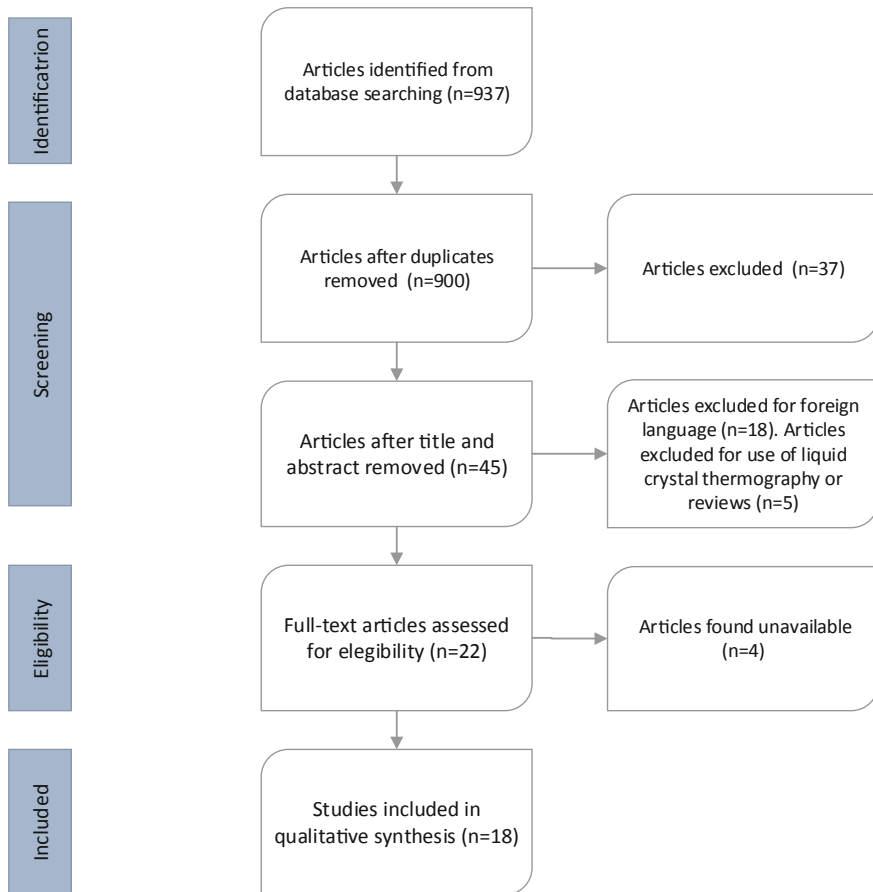 Identificatrion
Articles identified from
database searching (n=937)
Screening
Articles after duplicates
removed (n=900)
Articles excluded (n=37)
Articles after title and
abstract removed (n=45)
Articles excluded for foreign
language (n=18). Articles
excluded for use of liquid
crystal thermography or
reviews (n=5)
Eligibility
Full-text articles assessed
for elegibility (n=22)
Articles found unavailable
(n=4)
Included
Studies included in
qualitative synthesis (n=18)